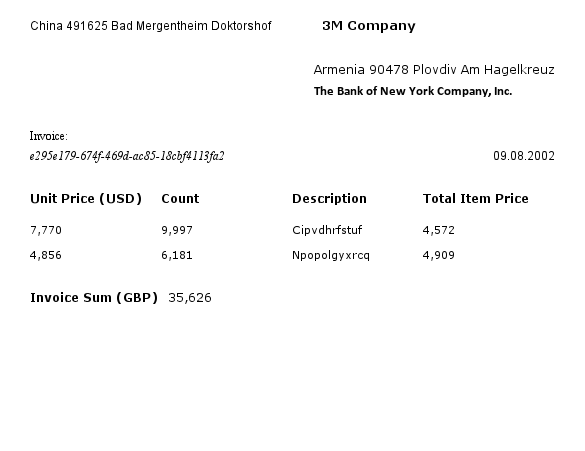 China 491625 Bad Mergentheim Doktorshof
3M Company
Armenia 90478 Plovdiv Am Hagelkreuz
The Bank of New York Company, Inc.
Invoice:
e295e179-674f-469d-ac85-18cbf4113fa2
09.08.2002
Unit Price (USD) Count Description Total Item Price
7,770 9,997 Cipvdhrfstuf 4,572
4,856 6,181 Npopolgyxrcq 4,909
Invoice Sum (GBP) 35,626